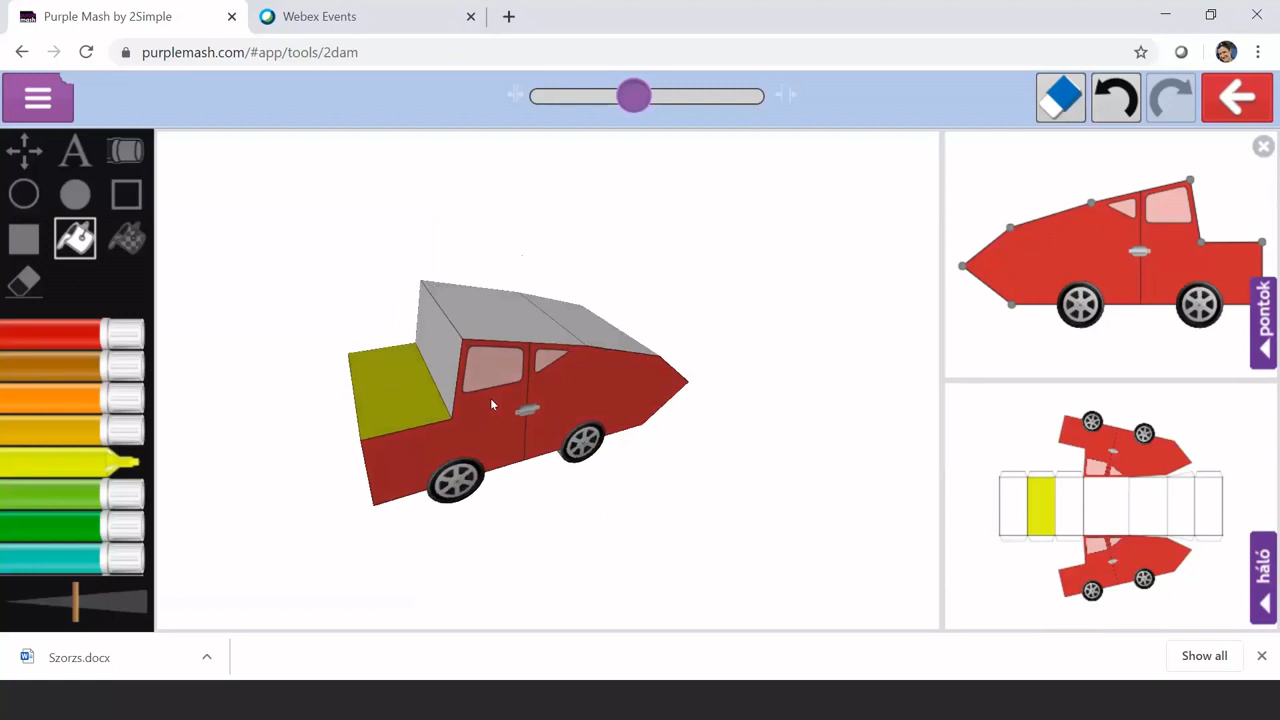 Purple Mash by 2Simple
Webex Events
purplemash.com/#app/tools/2dam
A
pontok
háló
Szorzs.docx
Show all